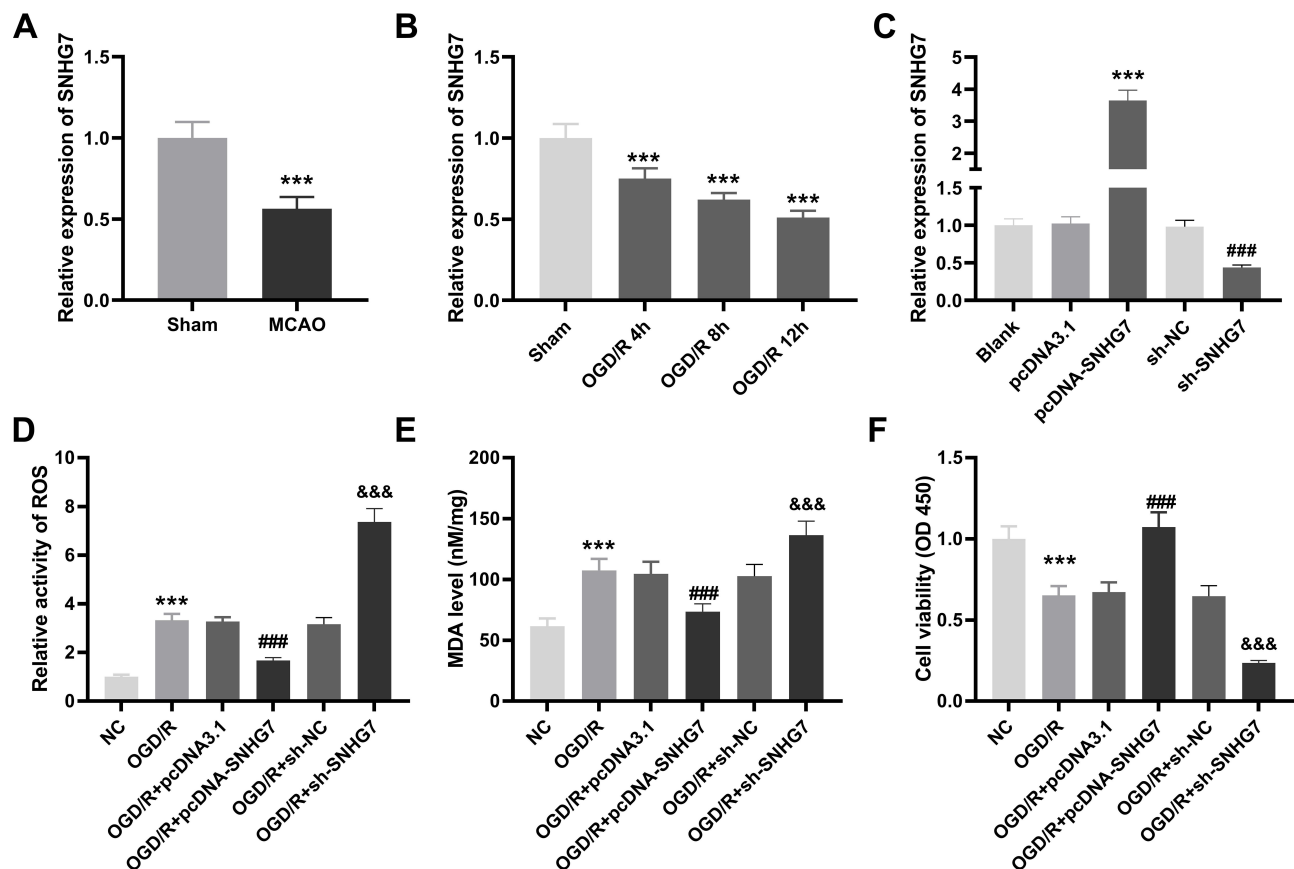 A
Relative expression of SNHG7
1.5
1.0
0.5
0.0
***
Sham
MCAO
B
Relative expression of SNHG7
1.5
1.0
0.5
0.0
***
***
***
Sham
OGD/R 4h
OGD/R 8h
OGD/R 12h
C
Relative expression of SNHG7
5
4
3
2
1.5
1.0
0.5
0.0
***
###
Blank
pcDNA3.1
pcDNA-SNHG7
sh-NC
sh-SNHG7
D
Relative activity of ROS
10
8
6
4
2
0
***
###
&&&
NC
OGD/R
OGD/R+pcDNA3.1
OGD/R+pcDNA-SNHG7
OGD/R+sh-NC
OGD/R+sh-SNHG7
E
MDA level (nM/mg)
200
150
100
50
0
***
###
&&&
NC
OGD/R
OGD/R+pcDNA3.1
OGD/R+pcDNA-SNHG7
OGD/R+sh-NC
OGD/R+sh-SNHG7
F
Cell viability (OD 450)
1.5
1.0
0.5
0.0
***
###
&&&
NC
OGD/R
OGD/R+pcDNA3.1
OGD/R+pcDNA-SNHG7
OGD/R+sh-NC
OGD/R+sh-SNHG7